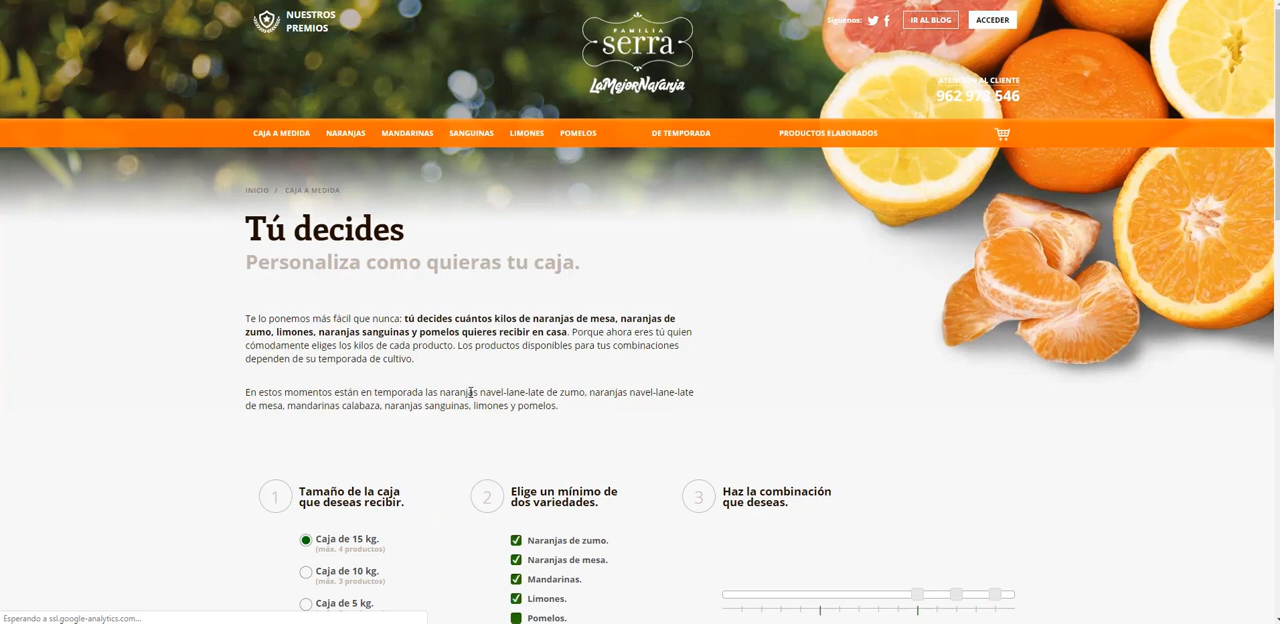 NUESTROS
PREMIOS
FAMILIA
serra
LaMejorNaranja
Síguenos:
IR AL BLOG
ACCEDER
ATENCIÓN AL CLIENTE
962 978 546
CAJA A MEDIDA NARANJAS MANDARINAS SANGUINAS LIMONES POMELOS DE TEMPORADA PRODUCTOS ELABORADOS
INICIO / CAJA A MEDIDA
Tú decides
Personaliza como quieras tu caja.
Te lo ponemos más fácil que nunca: tú decides cuántos kilos de naranjas de mesa, naranjas de
zumo, limones, naranjas sanguinas y pomelos quieres recibir en casa. Porque ahora eres tú quien
cómodamente eliges los kilos de cada producto. Los productos disponibles para tus combinaciones
dependen de su temporada de cultivo.
En estos momentos están en temporada las naranjas navel-lane-late de zumo, naranjas navel-lane-late
de mesa, mandarinas calabaza, naranjas sanguinas, limones y pomelos.
1
Tamaño de la caja
que deseas recibir.
Caja de 15 kg.
(máx. 4 productos)
Caja de 10 kg.
(máx. 3 productos)
Caja de 5 kg.
2
Elige un mínimo de
dos variedades.
Naranjas de zumo.
Naranjas de mesa.
Mandarinas.
Limones.
Pomelos.
3
Haz la combinación
que deseas.
Esperando a ssl.google-analytics.com...